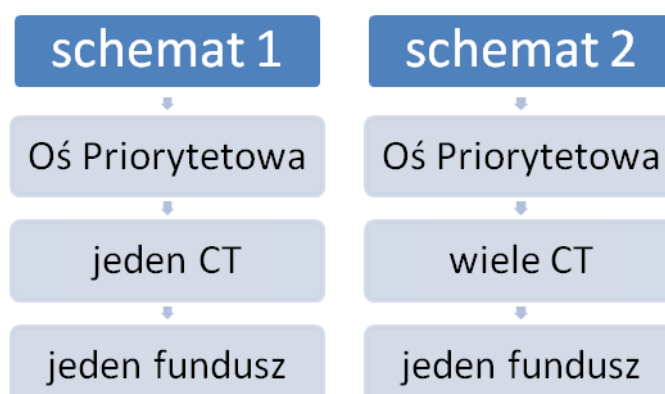 schemat 1
Oś Priorytetowa
jeden CT
jeden fundusz
schemat 2
Oś Priorytetowa
wiele CT
jeden fundusz